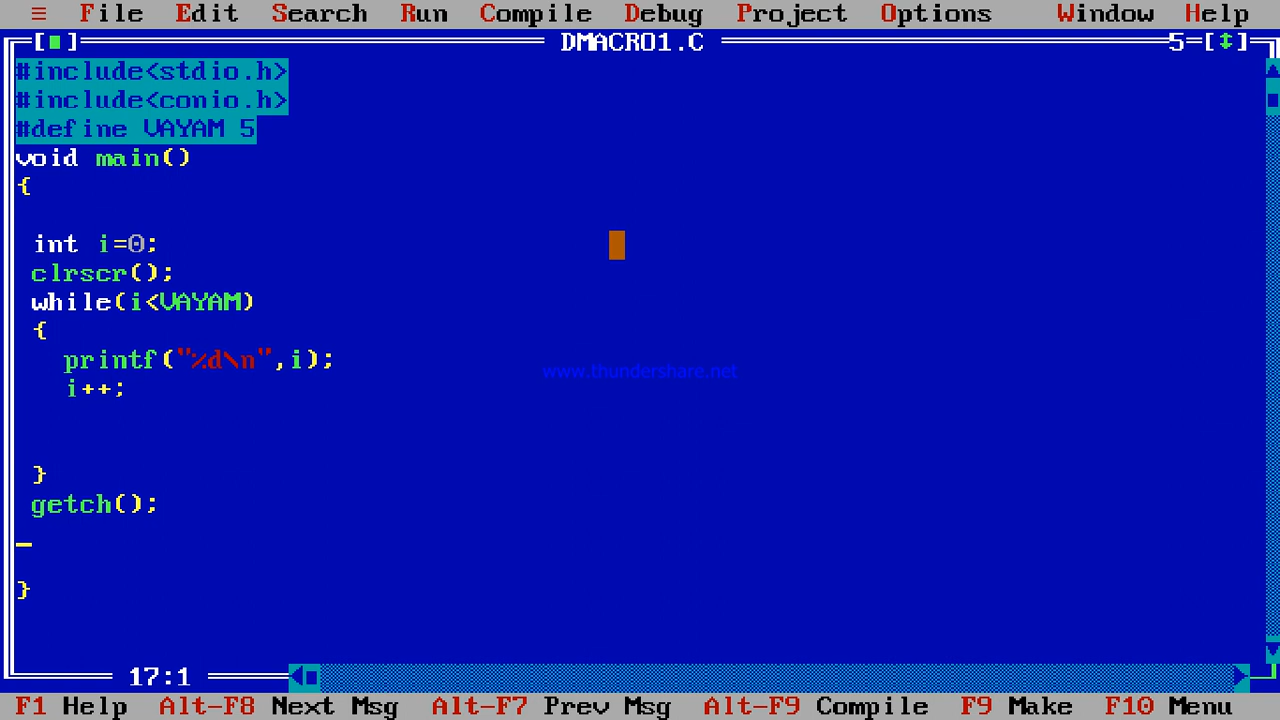 ≡ File Edit Search Run Compile Debug Project Options Window Help
[■] DMACRO1.C 5=[↕]
#include<stdio.h>
#include<conio.h>
#define VAYAM 5
void main()
{
int i=0;
clrscr();
while(i<VAYAM)
{
printf("%d\n",i);
www.thundershare.net
i++;
}
getch();
}
17:1
F1 Help Alt-F8 Next Msg Alt-F7 Prev Msg Alt-F9 Compile F9 Make F10 Menu